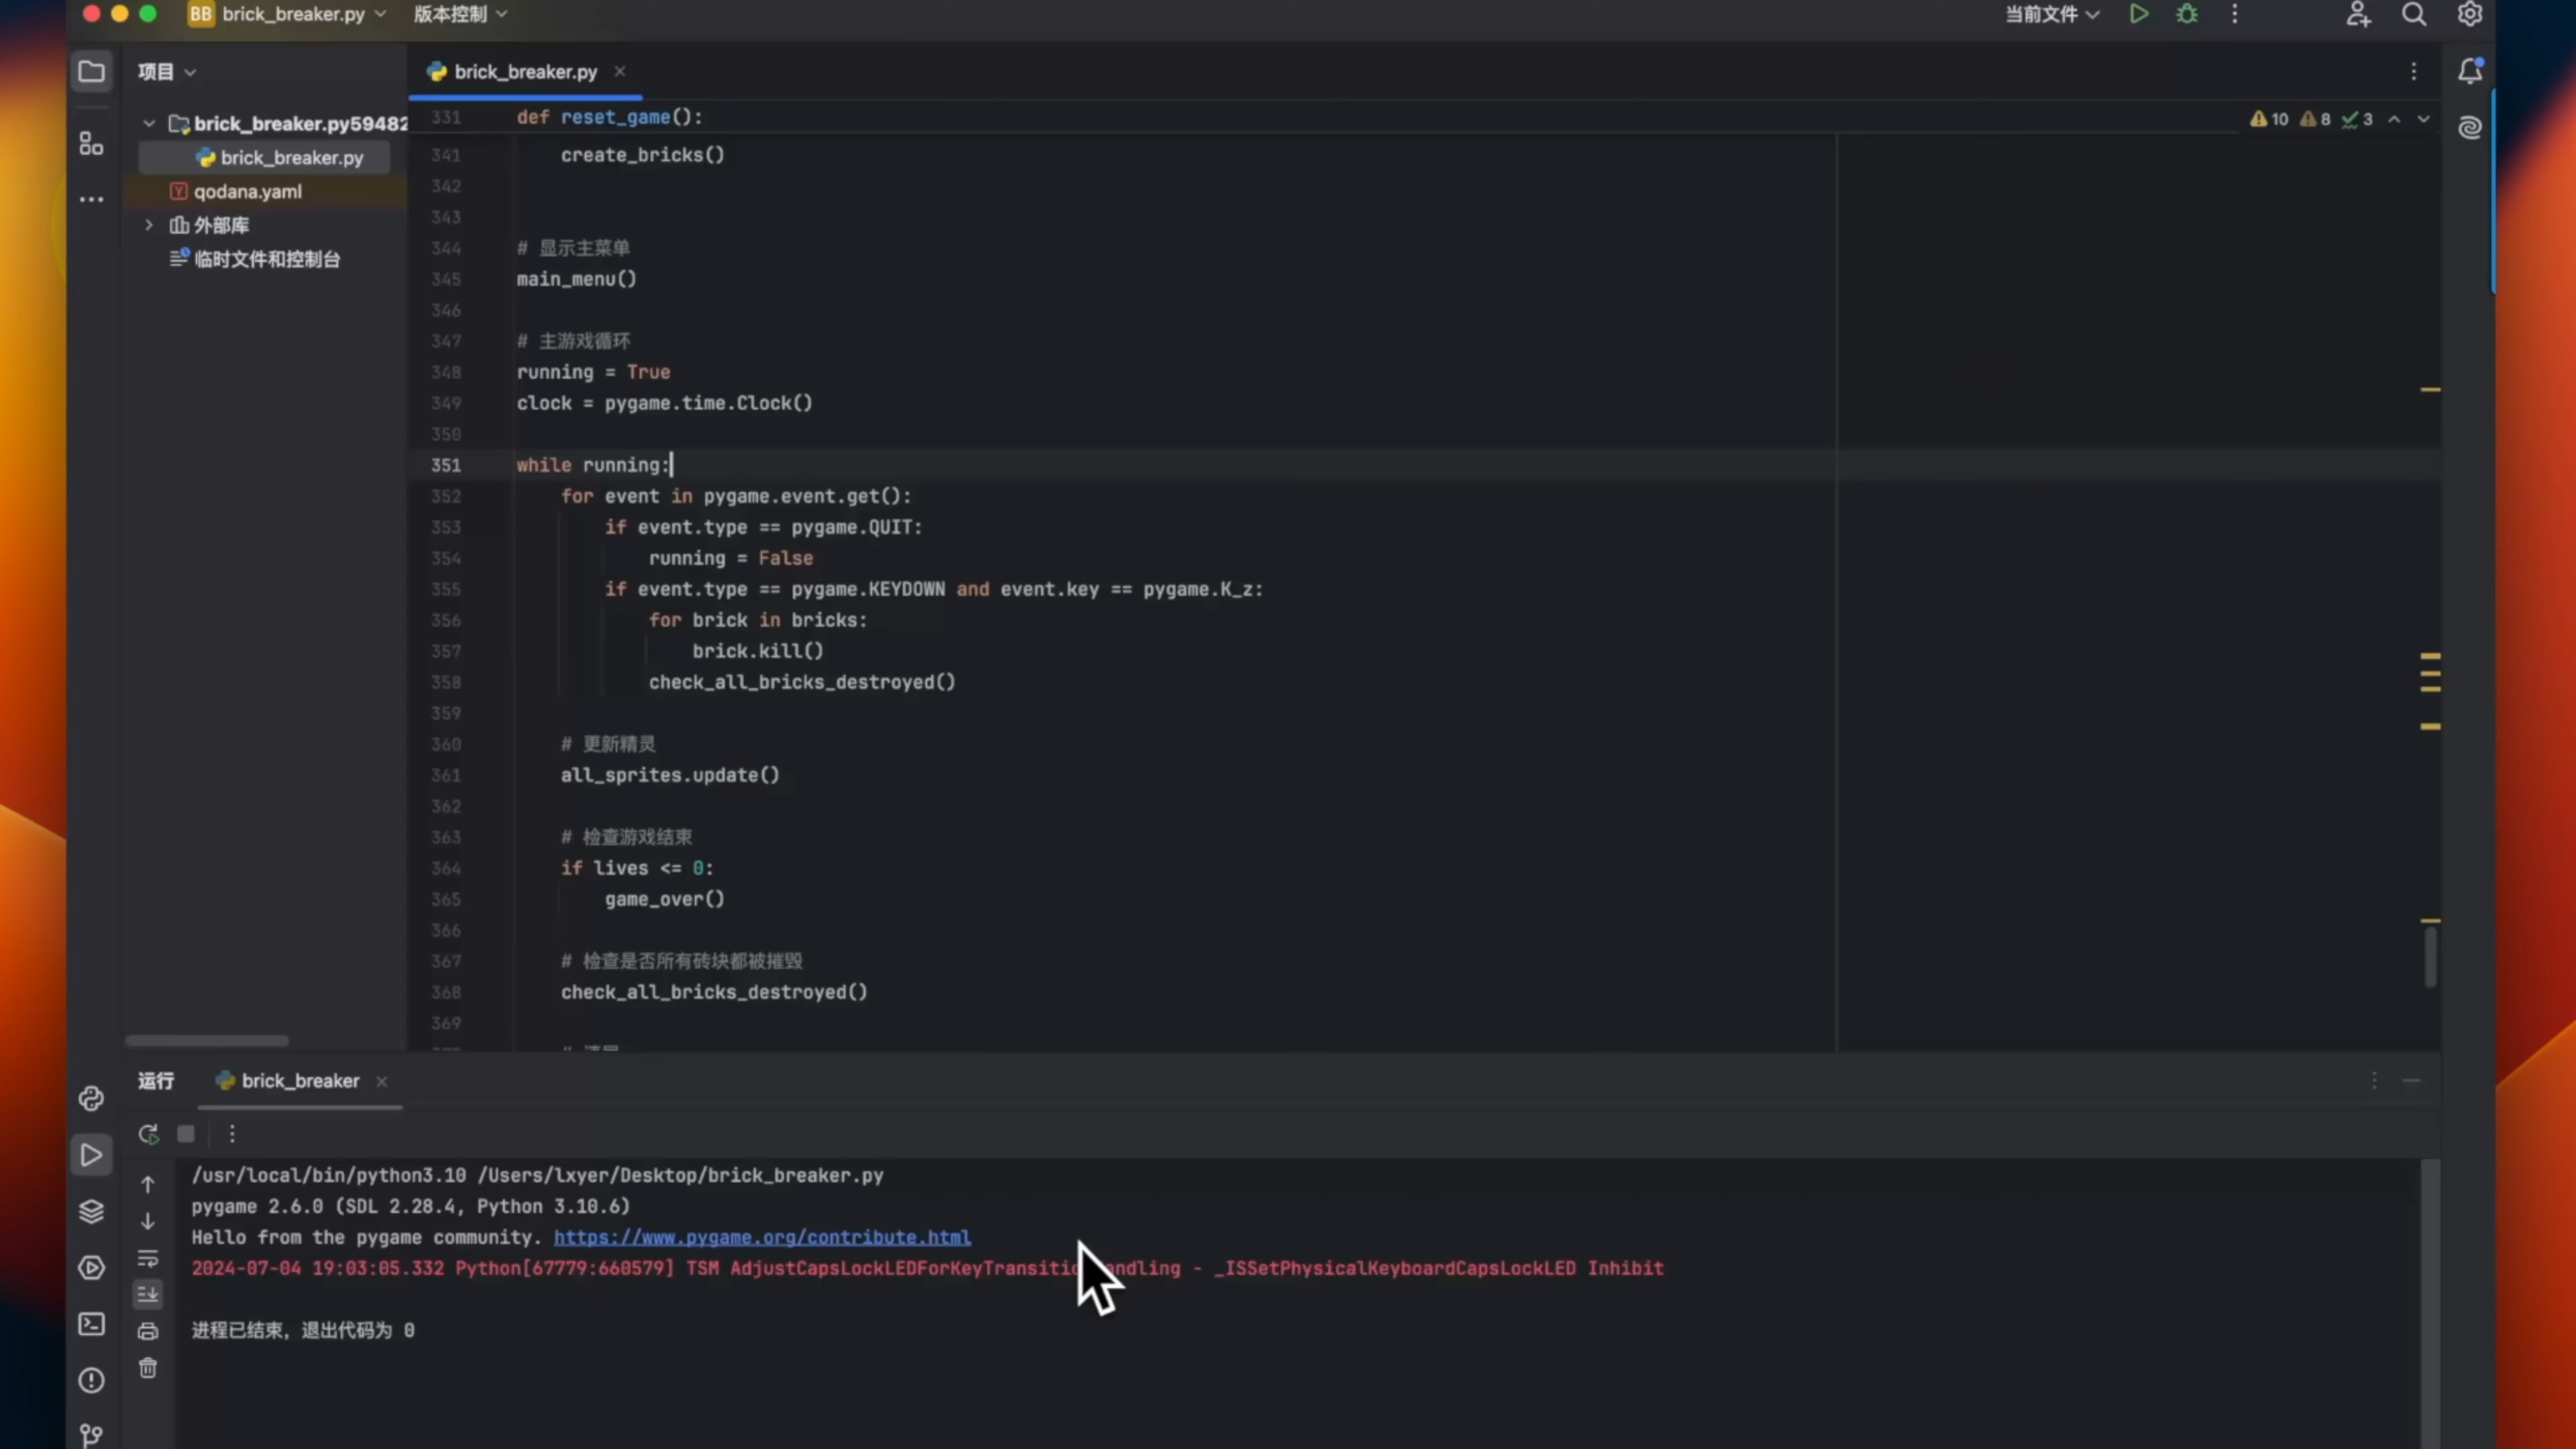 BB brick_breaker.py 版本控制 当前文件
项目
brick_breaker.py59482
brick_breaker.py
qodana.yaml
外部库
临时文件和控制台
brick_breaker.py
331 def reset_game():
10 8 3
341 create_bricks()
342
343
344 # 显示主菜单
345 main_menu()
346
347 # 主游戏循环
348 running = True
349 clock = pygame.time.Clock()
350
351 while running:
352 for event in pygame.event.get():
353 if event.type == pygame.QUIT:
354 running = False
355 if event.type == pygame.KEYDOWN and event.key == pygame.K_z:
356 for brick in bricks:
357 brick.kill()
358 check_all_bricks_destroyed()
359
360 # 更新精灵
361 all_sprites.update()
362
363 # 检查游戏结束
364 if lives <= 0:
365 game_over()
366
367 # 检查是否所有砖块都被摧毁
368 check_all_bricks_destroyed()
369
运行 brick_breaker
/usr/local/bin/python3.10 /Users/lxyer/Desktop/brick_breaker.py
pygame 2.6.0 (SDL 2.28.4, Python 3.10.6)
Hello from the pygame community. https://www.pygame.org/contribute.html
2024-07-04 19:03:05.332 Python[67779:660579] TSM - _ISSetPhysicalKeyboardCapsLockLED Inhibit
进程已结束，退出代码为 0